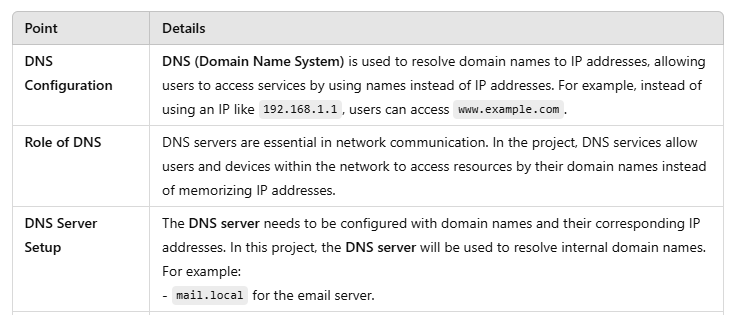 Point Details
DNS Configuration
DNS (Domain Name System) is used to resolve domain names to IP addresses, allowing
users to access services by using names instead of IP addresses. For example, instead of
using an IP like 192.168.1.1 , users can access www.example.com .
Role of DNS
DNS servers are essential in network communication. In the project, DNS services allow
users and devices within the network to access resources by their domain names instead
of memorizing IP addresses.
DNS Server
Setup
The DNS server needs to be configured with domain names and their corresponding IP
addresses. In this project, the DNS server will be used to resolve internal domain names.
For example:
- mail.local for the email server.